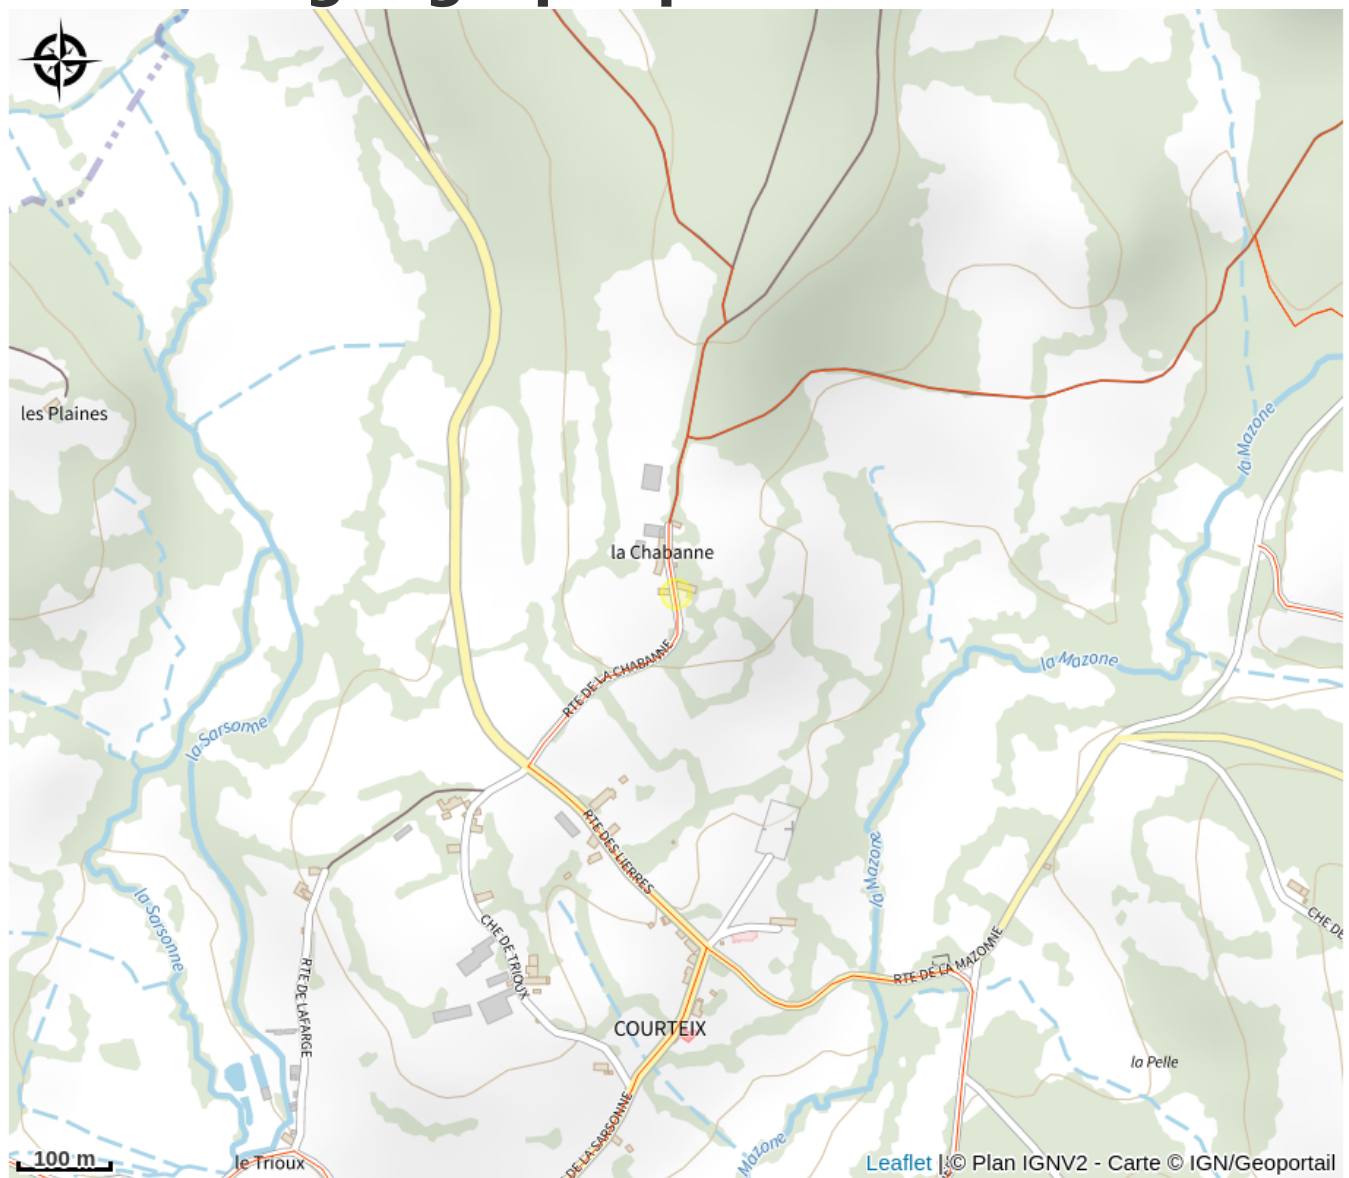 les Plaines
la Mazone
la Chabanne
RTE DE LA CHABANNE
la Mazone
la Sarsonne
RTE DES LIERRES
la Mazone
la Sarsonne
CHE DE TRIOUX
CHE DE
RTE DE LA MAZONNE
RTE DE LAFARGE
COURTEIX
la Pelle
DE LA SARSONNE
Mazone
le Trioux
100 m
Leaflet | © Plan IGNV2 - Carte © IGN/Geoportail